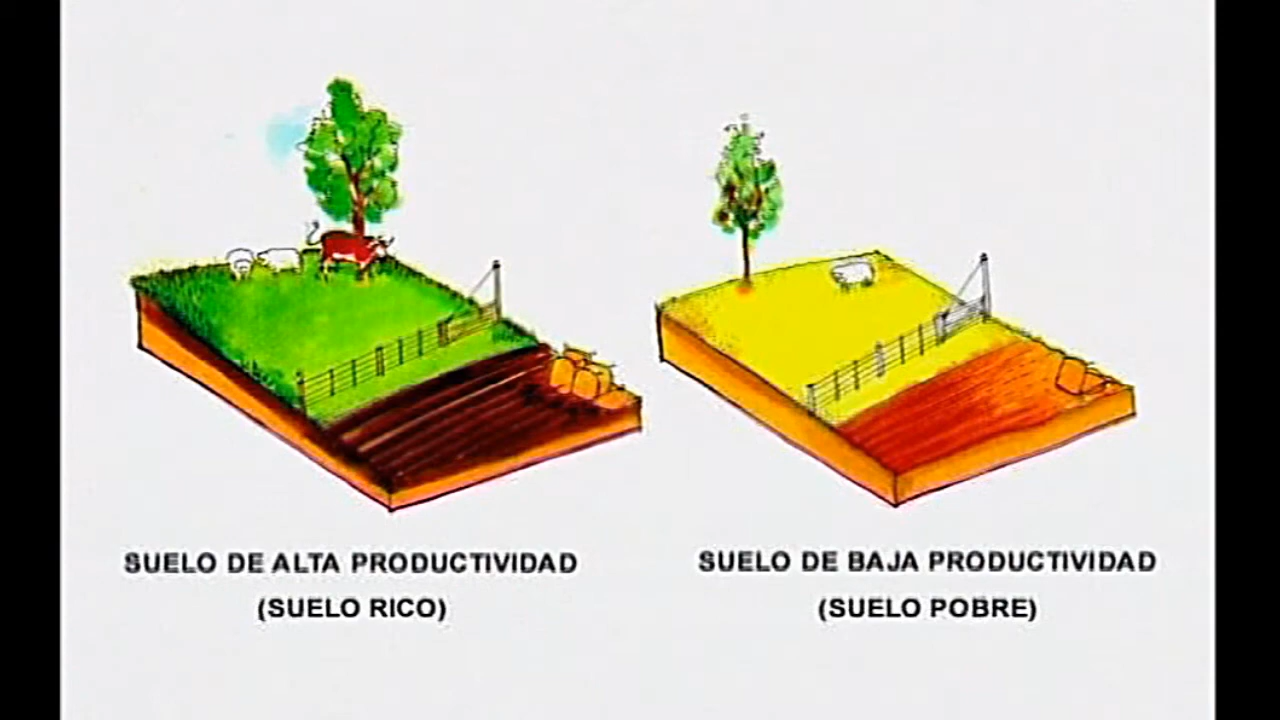 SUELO DE ALTA PRODUCTIVIDAD
(SUELO RICO)
SUELO DE BAJA PRODUCTIVIDAD
(SUELO POBRE)